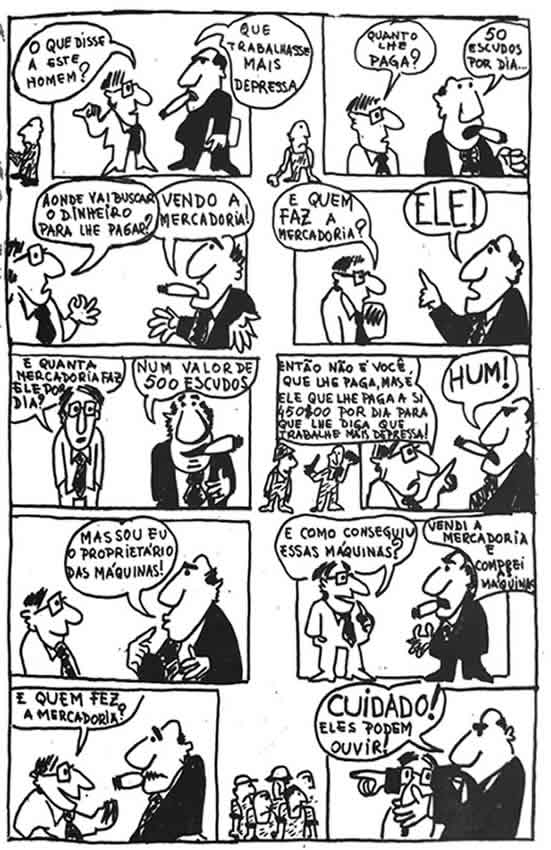 O QUE DISSE
A ESTE
HOMEM?
QUE
TRABALHASSE
MAIS
DEPRESSA
QUANTO
LHE
PAGA?
50
ESCUDOS
POR DIA...
AONDE VAI BUSCAR
O DINHEIRO
PARA LHE PAGAR?
VENDO A
MERCADORIA!
E QUEM
FAZ A
MERCADORIA?
ELE!
E QUANTA
MERCADORIA FAZ
ELE POR
DIA?
NUM VALOR DE
500 ESCUDOS
ENTÃO NÃO É VOCÊ
QUE LHE PAGA, MAS É
ELE QUE LHE PAGA A SI
450$00 POR DIA PARA
QUE LHE DIGA QUE
TRABALHE MAIS DEPRESSA!
HUM!
MAS SOU EU
O PROPRIETÁRIO
DAS MÁQUINAS!
E COMO CONSEGUIU
ESSAS MÁQUINAS?
VENDI A
MERCADORIA
E
COMPREI
AS
MÁQUINAS
E QUEM FEZ
A MERCADORIA?
CUIDADO!
ELES PODEM
OUVIR!